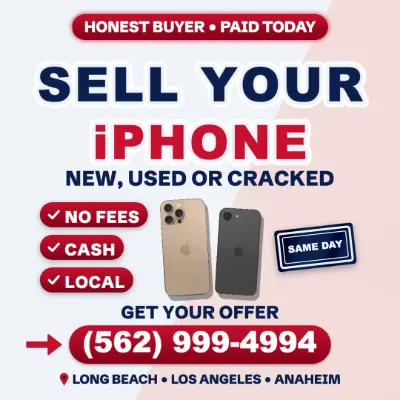 HONEST BUYER • PAID TODAY
SELL YOUR
iPHONE
NEW, USED OR CRACKED
NO FEES
CASH
LOCAL
SAME DAY
GET YOUR OFFER
(562) 999-4994
LONG BEACH • LOS ANGELES • ANAHEIM